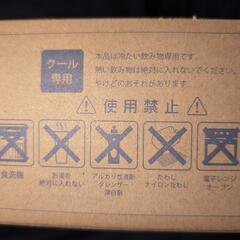 クール
専用
本品は冷たい飲み物専用です。
熱い飲み物は絶対に入れないでください。
やけどのおそれがあります。
使用禁止
食洗機
お湯を
絶対に入れない
アルカリ性洗剤
クレンザー
漂白剤
たわし
ナイロンたわし
電子レンジ
オーブン